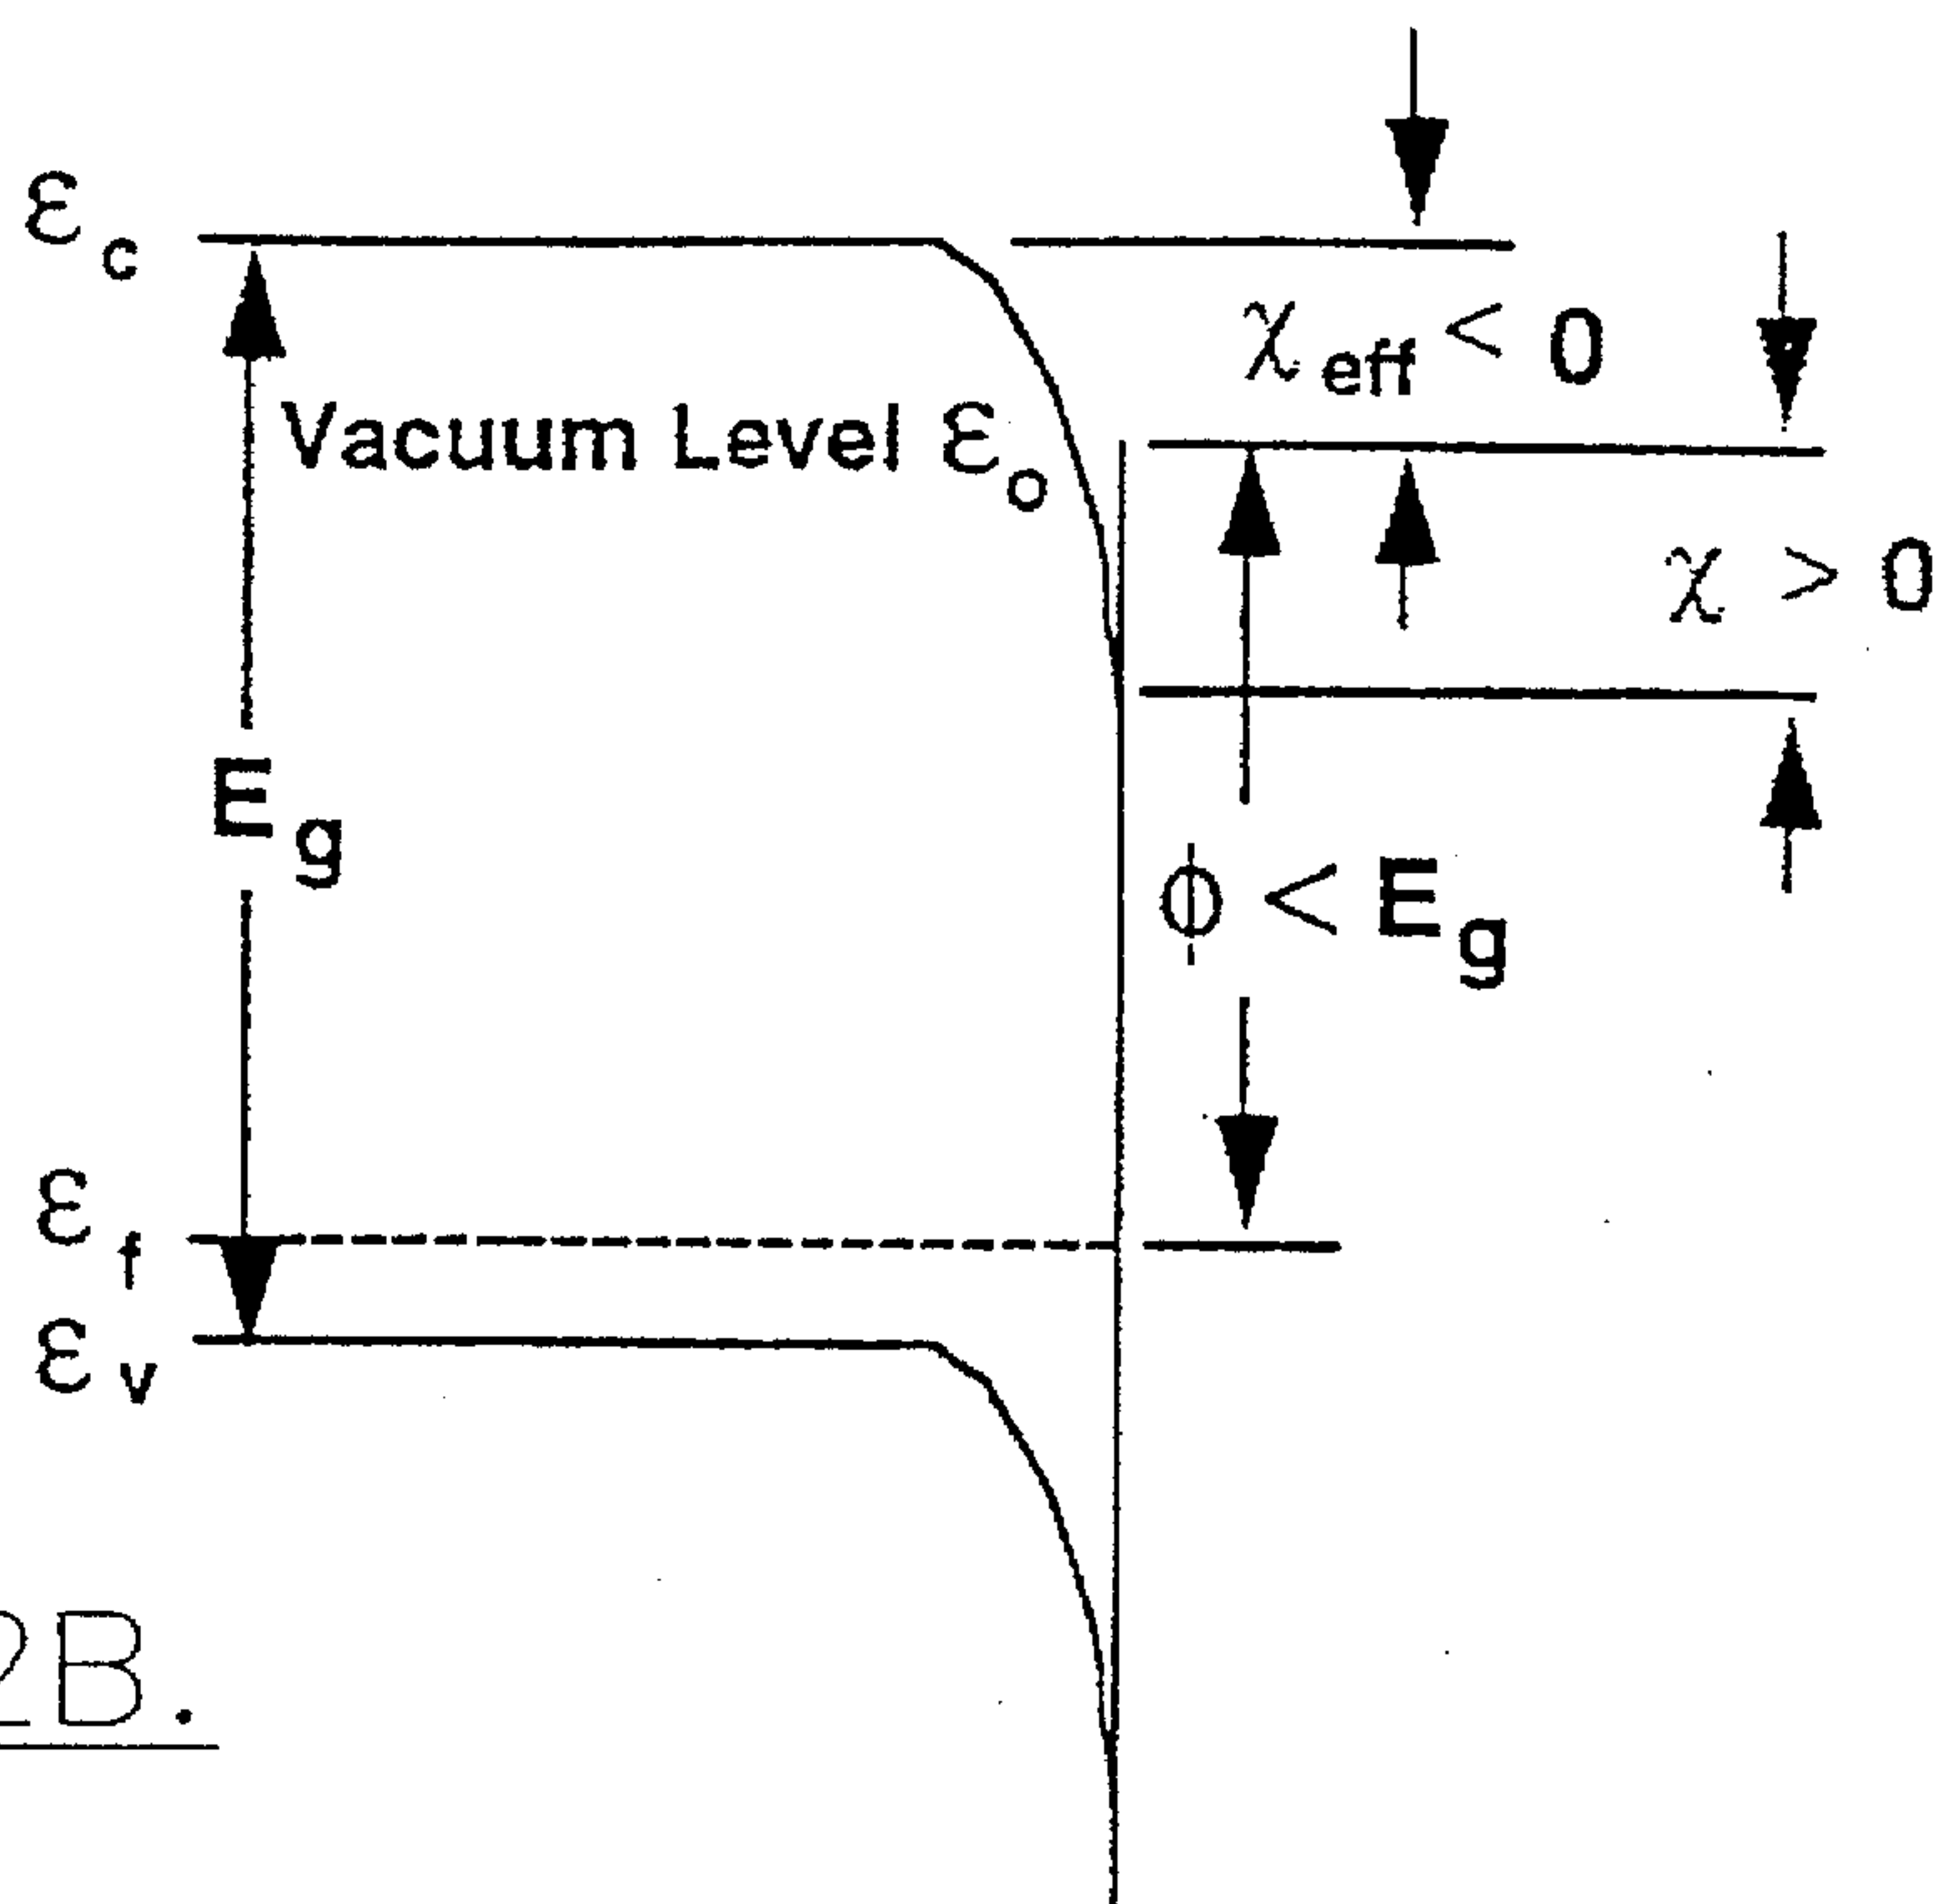 εc
χeff < 0
Vacuum Level εo
χ > 0
Eg
ϕ < Eg
εf
εv
2B.